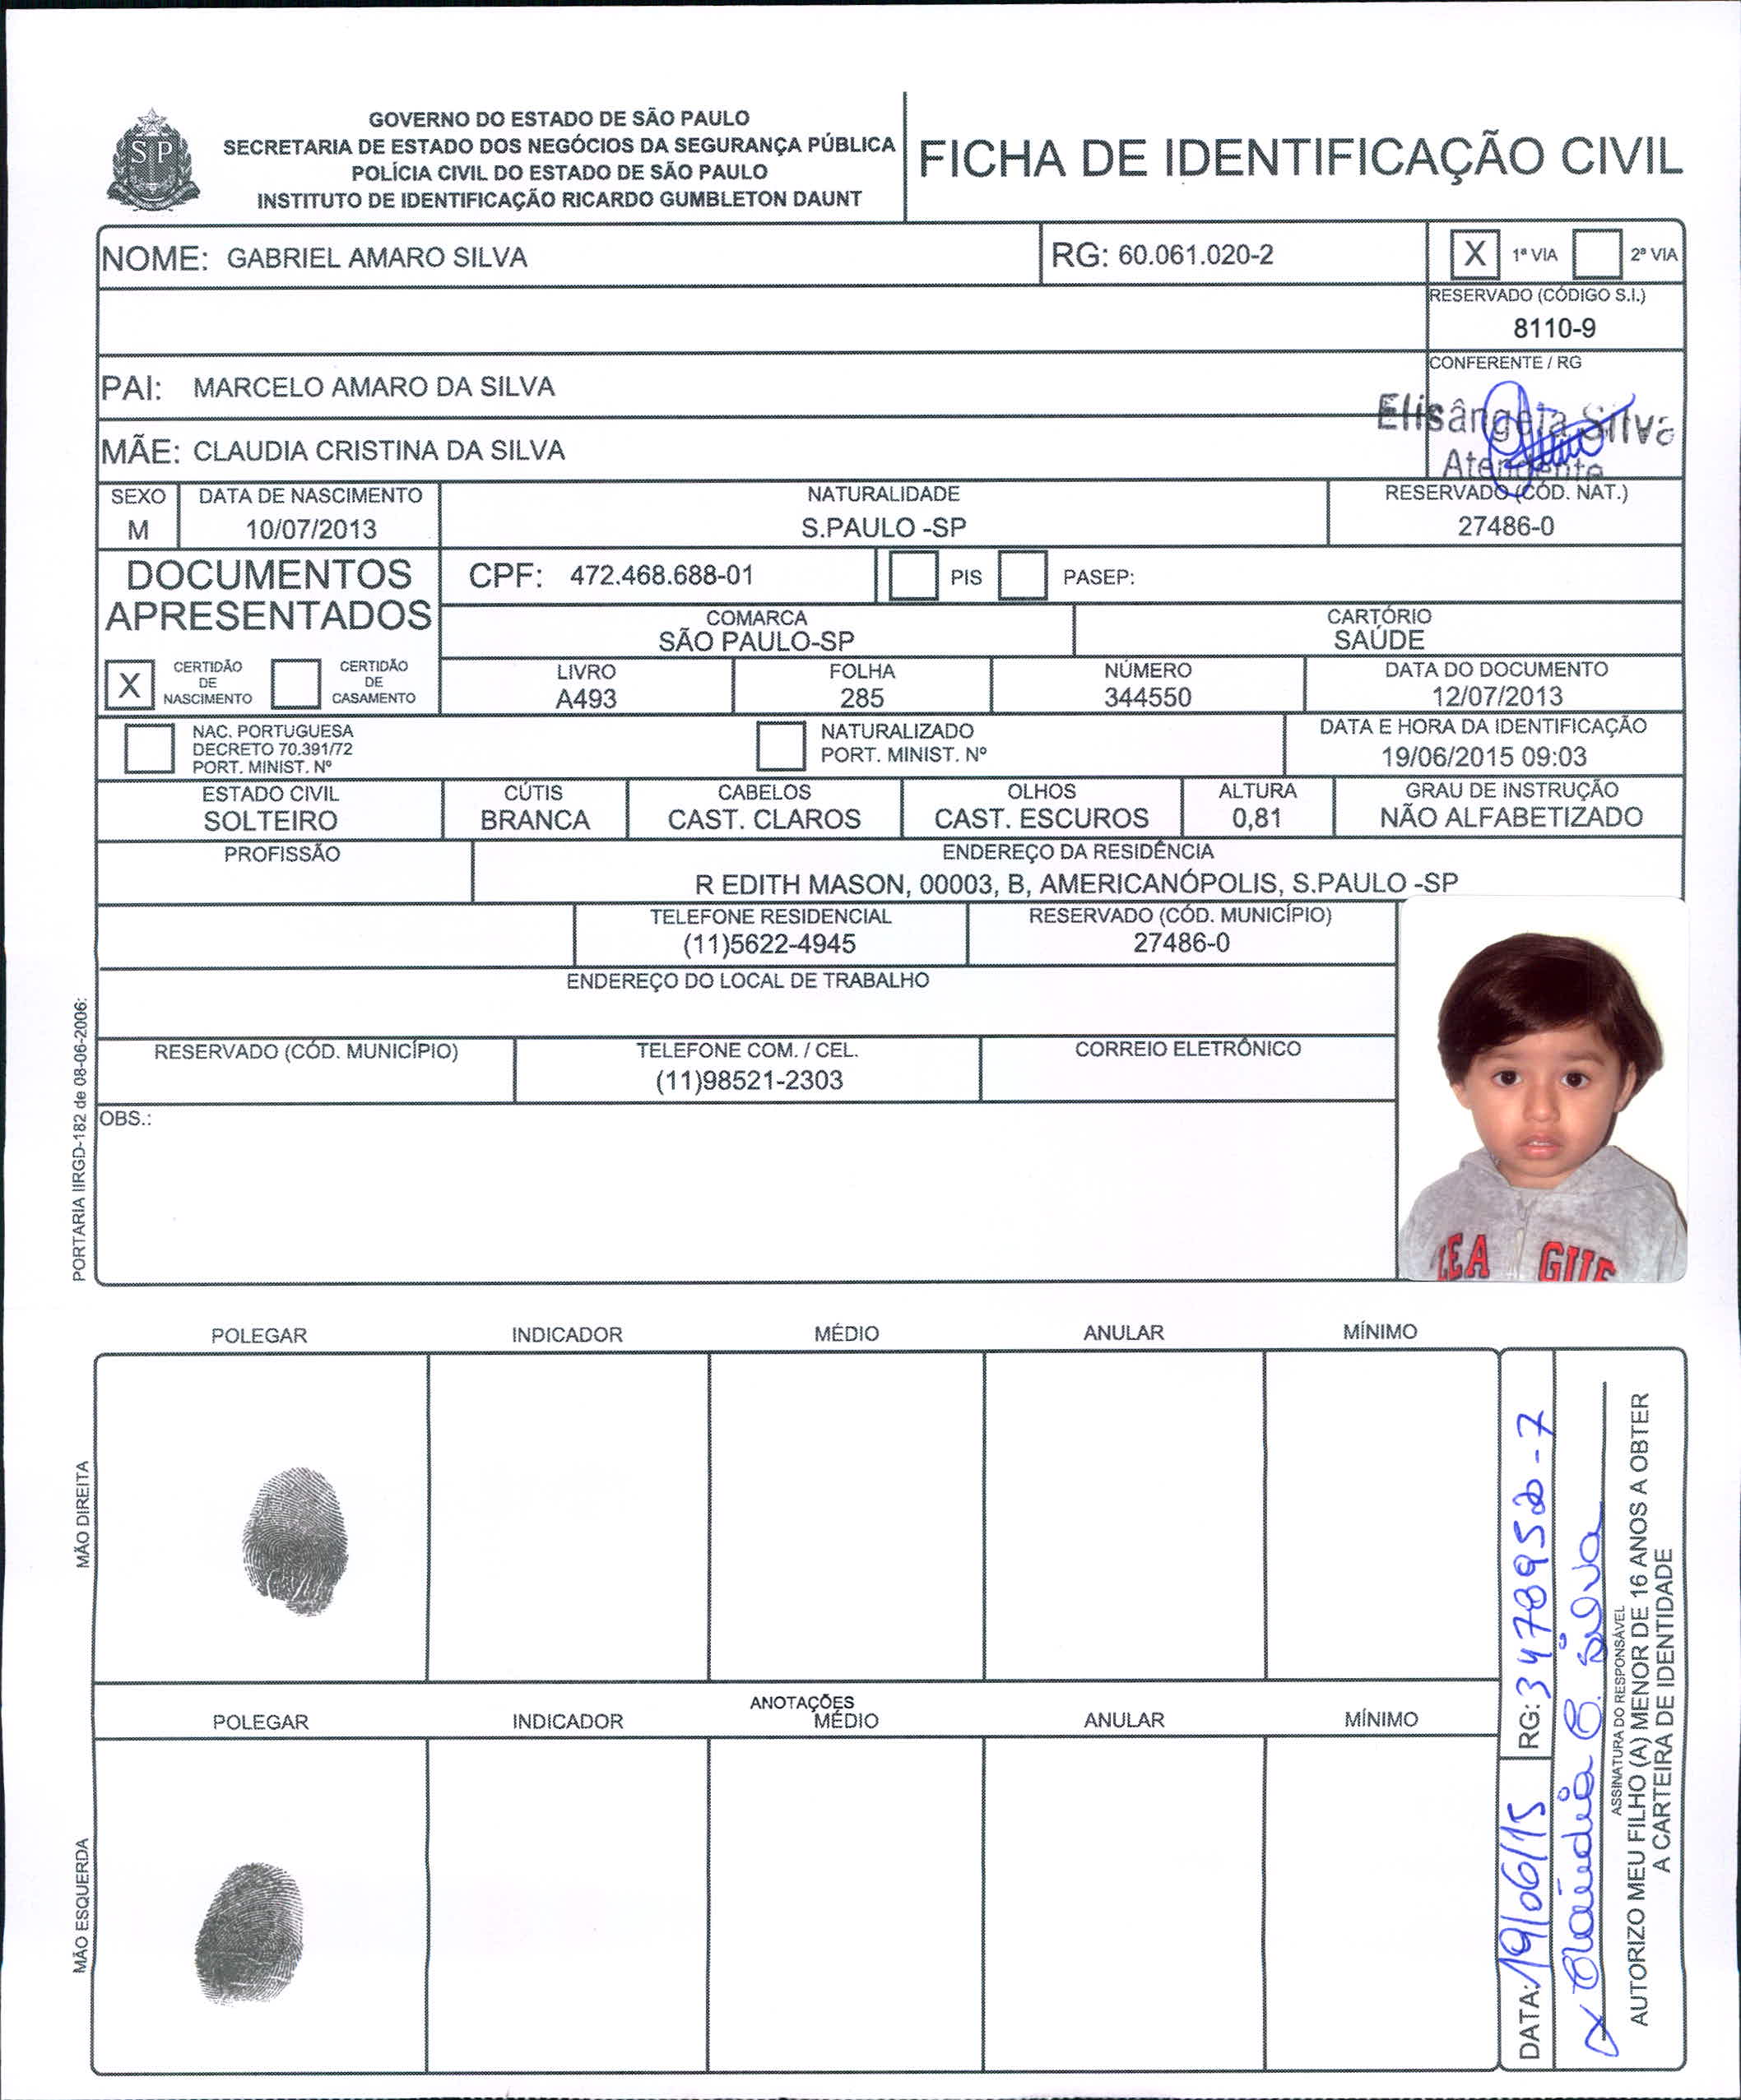 GOVERNO DO ESTADO DE SÃO PAULO
SECRETARIA DE ESTADO DOS NEGÓCIOS DA SEGURANÇA PÚBLICA
POLÍCIA CIVIL DO ESTADO DE SÃO PAULO
INSTITUTO DE IDENTIFICAÇÃO RICARDO GUMBLETON DAUNT
SP
FICHA DE IDENTIFICAÇÃO CIVIL
NOME: GABRIEL AMARO SILVA
RG: 60.061.020-2
X 1ª VIA 2ª VIA
RESERVADO (CÓDIGO S.I.)
8110-9
CONFERENTE / RG
Elisângela Silva
Atendente
PAI: MARCELO AMARO DA SILVA
MÃE: CLAUDIA CRISTINA DA SILVA
SEXO
M
DATA DE NASCIMENTO
10/07/2013
NATURALIDADE
S.PAULO -SP
RESERVADO (CÓD. NAT.)
27486-0
DOCUMENTOS
APRESENTADOS
CPF: 472.468.688-01
PIS
PASEP:
COMARCA
SÃO PAULO-SP
CARTÓRIO
SAÚDE
X
CERTIDÃO
DE
NASCIMENTO
CERTIDÃO
DE
CASAMENTO
LIVRO
A493
FOLHA
285
NÚMERO
344550
DATA DO DOCUMENTO
12/07/2013
NAC. PORTUGUESA
DECRETO 70.391/72
PORT. MINIST. Nº
NATURALIZADO
PORT. MINIST. Nº
DATA E HORA DA IDENTIFICAÇÃO
19/06/2015 09:03
ESTADO CIVIL
SOLTEIRO
CÚTIS
BRANCA
CABELOS
CAST. CLAROS
OLHOS
CAST. ESCUROS
ALTURA
0,81
GRAU DE INSTRUÇÃO
NÃO ALFABETIZADO
PROFISSÃO
ENDEREÇO DA RESIDÊNCIA
R EDITH MASON, 00003, B, AMERICANÓPOLIS, S.PAULO -SP
TELEFONE RESIDENCIAL
(11)5622-4945
RESERVADO (CÓD. MUNICÍPIO)
27486-0
ENDEREÇO DO LOCAL DE TRABALHO
RESERVADO (CÓD. MUNICÍPIO)
TELEFONE COM. / CEL.
(11)98521-2303
CORREIO ELETRÔNICO
OBS.:
LEA GUE
PORTARIA IIRGD-182 de 08-06-2006:
POLEGAR INDICADOR MÉDIO ANULAR MÍNIMO
MÃO DIREITA
ANOTAÇÕES
POLEGAR INDICADOR MÉDIO ANULAR MÍNIMO
MÃO ESQUERDA
DATA: 19/06/15 RG: 34789520-7
x Claudia C. Silva
ASSINATURA DO RESPONSÁVEL
AUTORIZO MEU FILHO (A) MENOR DE 16 ANOS A OBTER
A CARTEIRA DE IDENTIDADE